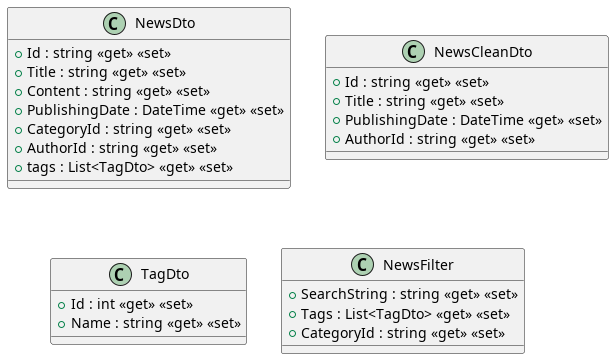 C NewsDto
Id : string «get» «set»
Title : string «get» «set»
Content : string «get» «set»
PublishingDate : DateTime «get» «set»
CategoryId : string «get» «set»
AuthorId : string «get» «set»
tags : List<TagDto> «get» «set»
C NewsCleanDto
Id : string «get» «set»
Title : string «get» «set»
PublishingDate : DateTime «get» «set»
AuthorId : string «get» «set»
C TagDto
Id : int «get» «set»
Name : string «get» «set»
C NewsFilter
SearchString : string «get» «set»
Tags : List<TagDto> «get» «set»
CategoryId : string «get» «set»